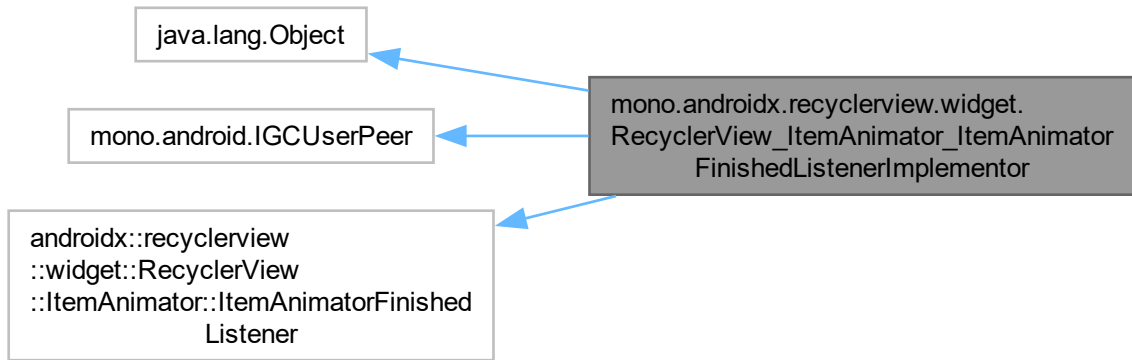 java.lang.Object
mono.android.IGCUserPeer
androidx::recyclerview
::widget::RecyclerView
::ItemAnimator::ItemAnimatorFinished
Listener
mono.androidx.recyclerview.widget.
RecyclerView_ItemAnimator_ItemAnimator
FinishedListenerImplementor